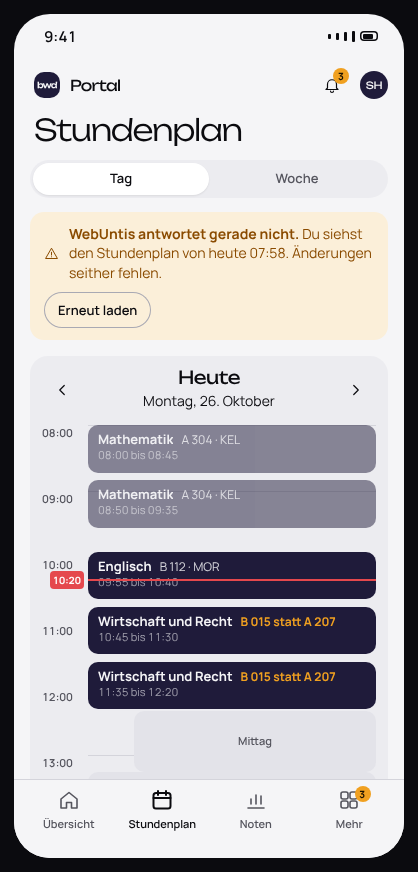 9:41
bwd Portal 3 SH
Stundenplan
Tag Woche
WebUntis antwortet gerade nicht. Du siehst
den Stundenplan von heute 07:58. Änderungen
seither fehlen.
Erneut laden
Heute
Montag, 26. Oktober
08:00
Mathematik A 304 · KEL
08:00 bis 08:45
09:00
Mathematik A 304 · KEL
08:50 bis 09:35
10:00
Englisch B 112 · MOR
10:20
09:55 bis 10:40
11:00
Wirtschaft und Recht B 015 statt A 207
10:45 bis 11:30
Wirtschaft und Recht B 015 statt A 207
11:35 bis 12:20
12:00
Mittag
13:00
3
Übersicht Stundenplan Noten Mehr